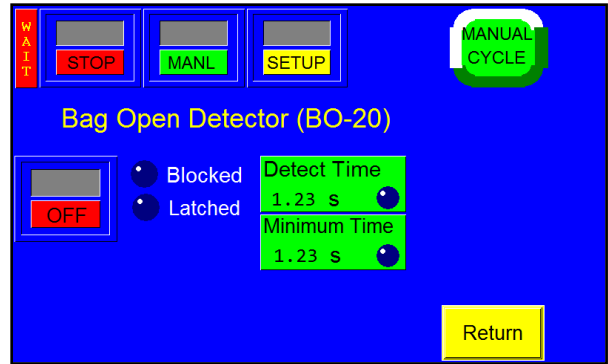 WAIT
STOP
MANL
SETUP
MANUAL
CYCLE
Bag Open Detector (BO-20)
OFF
Blocked
Latched
Detect Time
1.23 s
Minimum Time
1.23 s
Return